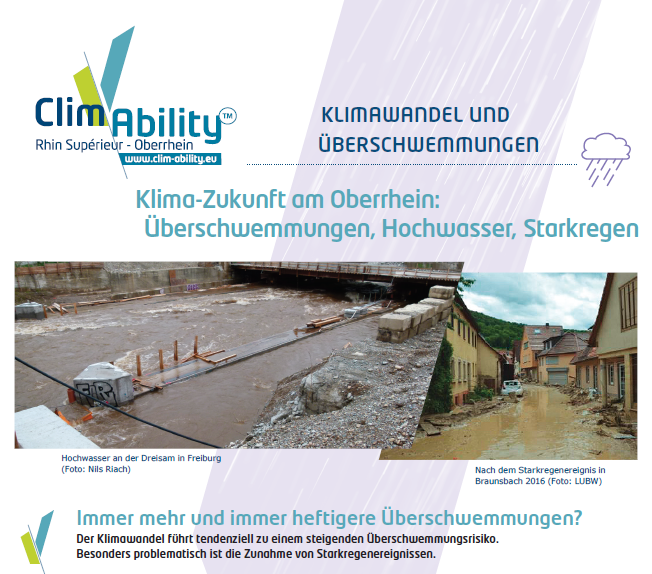 Clim'Ability™
Rhin Supérieur - Oberrhein
www.clim-ability.eu
KLIMAWANDEL UND
ÜBERSCHWEMMUNGEN
Klima-Zukunft am Oberrhein:
Überschwemmungen, Hochwasser, Starkregen
Hochwasser an der Dreisam in Freiburg
(Foto: Nils Riach)
Nach dem Starkregenereignis in
Braunsbach 2016 (Foto: LUBW)
Immer mehr und immer heftigere Überschwemmungen?
Der Klimawandel führt tendenziell zu einem steigenden Überschwemmungsrisiko.
Besonders problematisch ist die Zunahme von Starkregenereignissen.